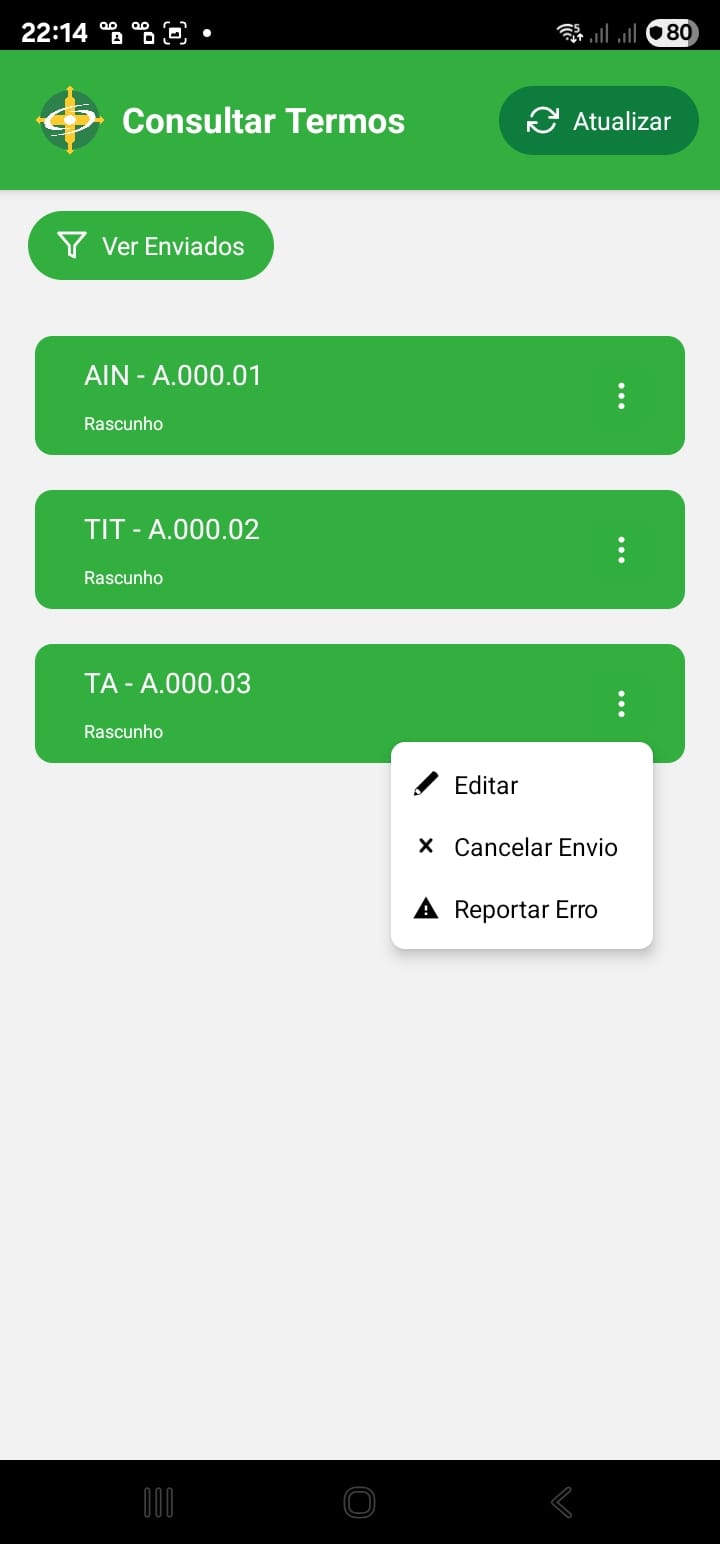 22:14
80
Consultar Termos
Atualizar
Ver Enviados
AIN - A.000.01
Rascunho
TIT - A.000.02
Rascunho
TA - A.000.03
Rascunho
Editar
Cancelar Envio
Reportar Erro